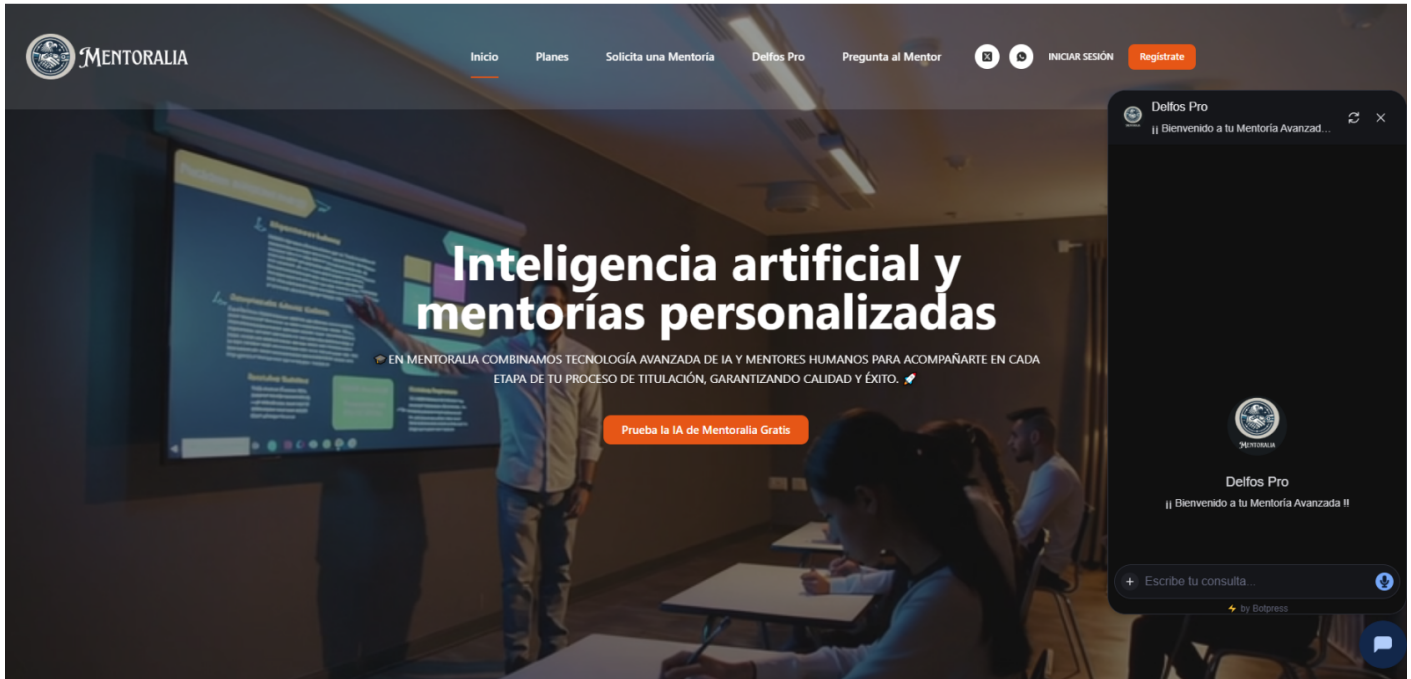 MENTORALIA
Inicio
Planes
Solicita una Mentoría
Delfos Pro
Pregunta al Mentor
INICIAR SESIÓN
Regístrate
Delfos Pro
¡¡ Bienvenido a tu Mentoría Avanzad...
Inteligencia artificial y
mentorías personalizadas
🎓 EN MENTORALIA COMBINAMOS TECNOLOGÍA AVANZADA DE IA Y MENTORES HUMANOS PARA ACOMPAÑARTE EN CADA
ETAPA DE TU PROCESO DE TITULACIÓN, GARANTIZANDO CALIDAD Y ÉXITO. 🚀
Prueba la IA de Mentoralia Gratis
MENTORALIA
Delfos Pro
¡¡ Bienvenido a tu Mentoría Avanzada !!
Escribe tu consulta...
⚡ by Botpress